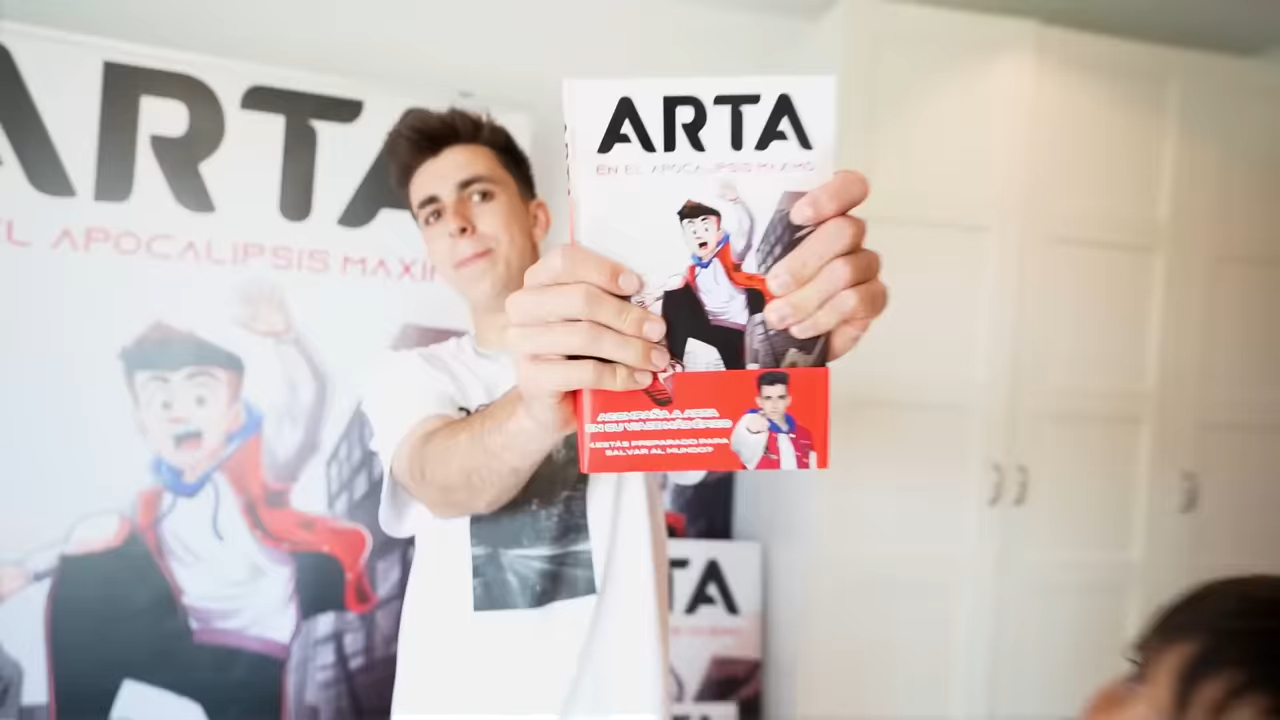 ARTA
EL APOCALIPSIS MAXIM
ARTA
EN EL APOCALIPSIS MAXIMO
ACOMPAÑA A ARTA
EN SU VIAJE MÁS ÉPICO
¿ESTÁS PREPARADO PARA
SALVAR AL MUNDO?
TA
TA